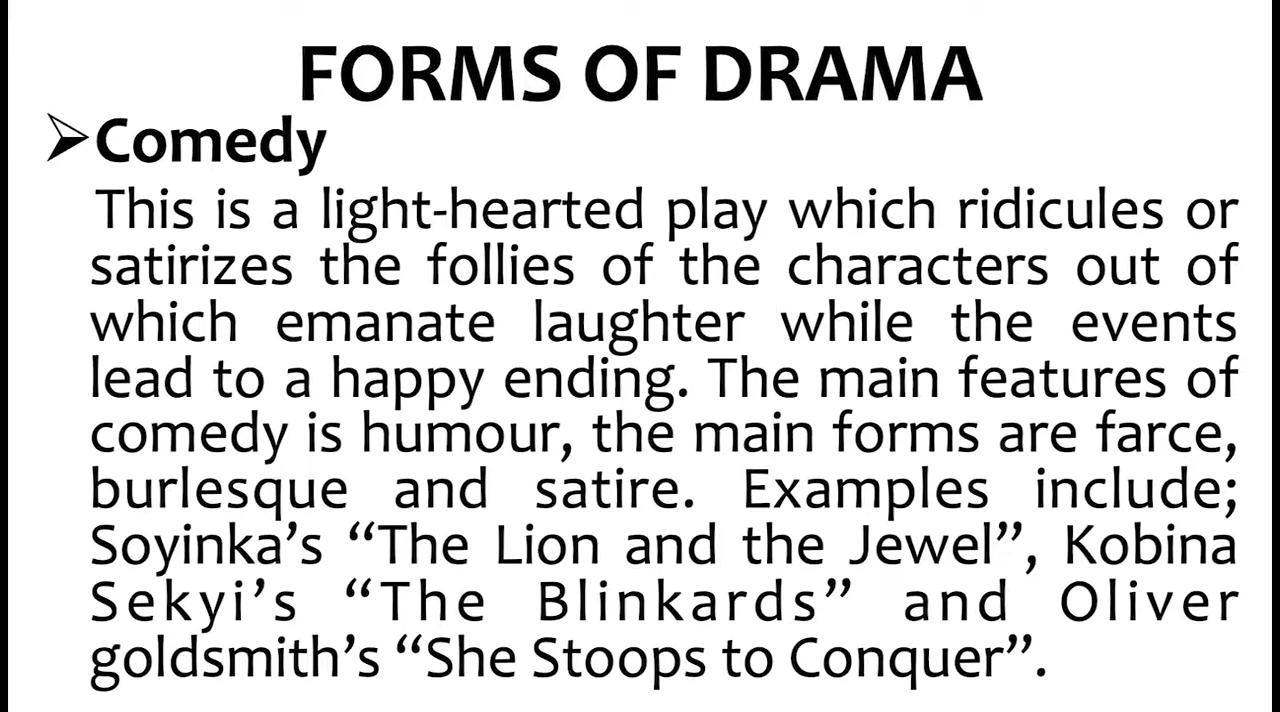 FORMS OF DRAMA
➢Comedy
This is a light-hearted play which ridicules or
satirizes the follies of the characters out of
which emanate laughter while the events
lead to a happy ending. The main features of
comedy is humour, the main forms are farce,
burlesque and satire. Examples include;
Soyinka’s “The Lion and the Jewel”, Kobina
Sekyi’s “The Blinkards” and Oliver
goldsmith’s “She Stoops to Conquer”.